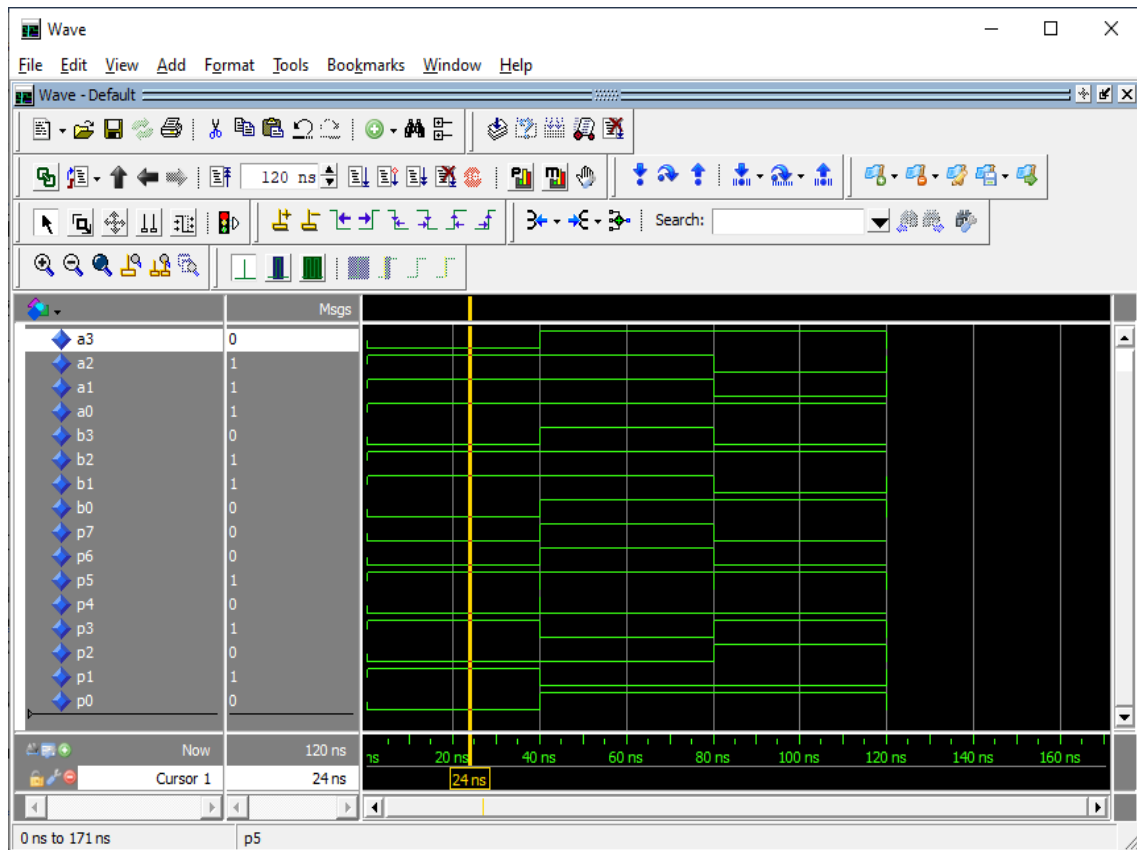 Wave
File Edit View Add Format Tools Bookmarks Window Help
Wave - Default
120 ns
Search:
Msgs
a3 0
a2 1
a1 1
a0 1
b3 0
b2 1
b1 1
b0 0
p7 0
p6 0
p5 1
p4 0
p3 1
p2 0
p1 1
p0 0
Now 120 ns ns 20 ns 40 ns 60 ns 80 ns 100 ns 120 ns 140 ns 160 ns
Cursor 1 24 ns 24 ns
0 ns to 171 ns p5